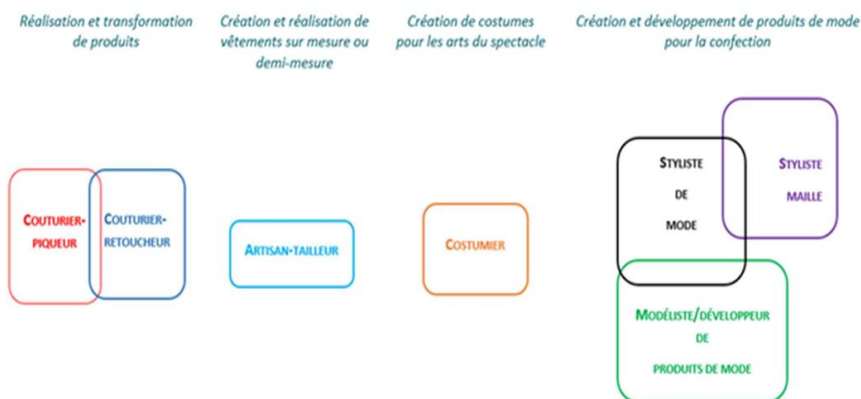 Réalisation et transformation
de produits
Création et réalisation de
vêtements sur mesure ou
demi-mesure
Création de costumes
pour les arts du spectacle
Création et développement de produits de mode
pour la confection
COUTURIER-
PIQUEUR
COUTURIER-
RETOUCHEUR
ARTISAN-TAILLEUR
COSTUMIER
STYLISTE
DE
MODE
STYLISTE
MAILLE
MODÉLISTE/DÉVELOPPEUR
DE
PRODUITS DE MODE